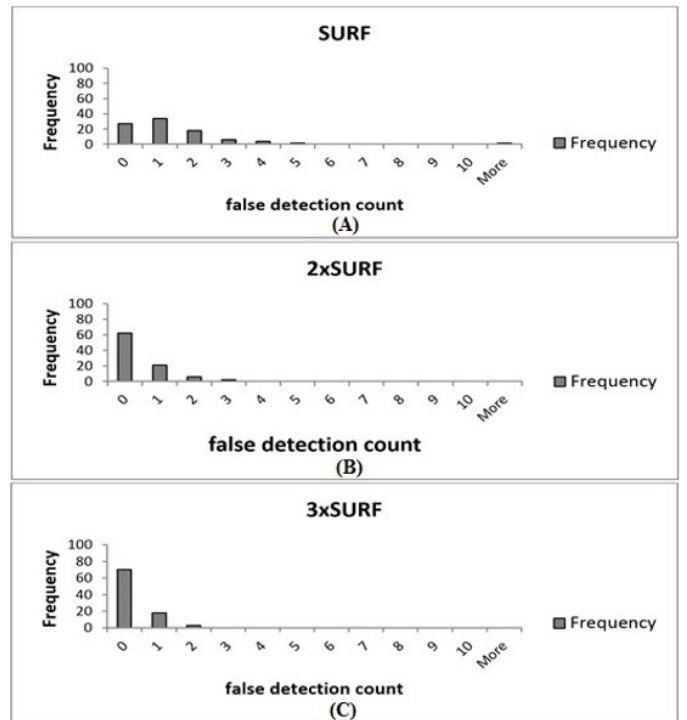 SURF
Frequency
100
80
60
40
20
0
0 1 2 3 4 5 6 7 8 9 10 More
false detection count
Frequency
(A)
2xSURF
Frequency
100
80
60
40
20
0
0 1 2 3 4 5 6 7 8 9 10 More
false detection count
Frequency
(B)
3xSURF
Frequency
100
80
60
40
20
0
0 1 2 3 4 5 6 7 8 9 10 More
false detection count
Frequency
(C)